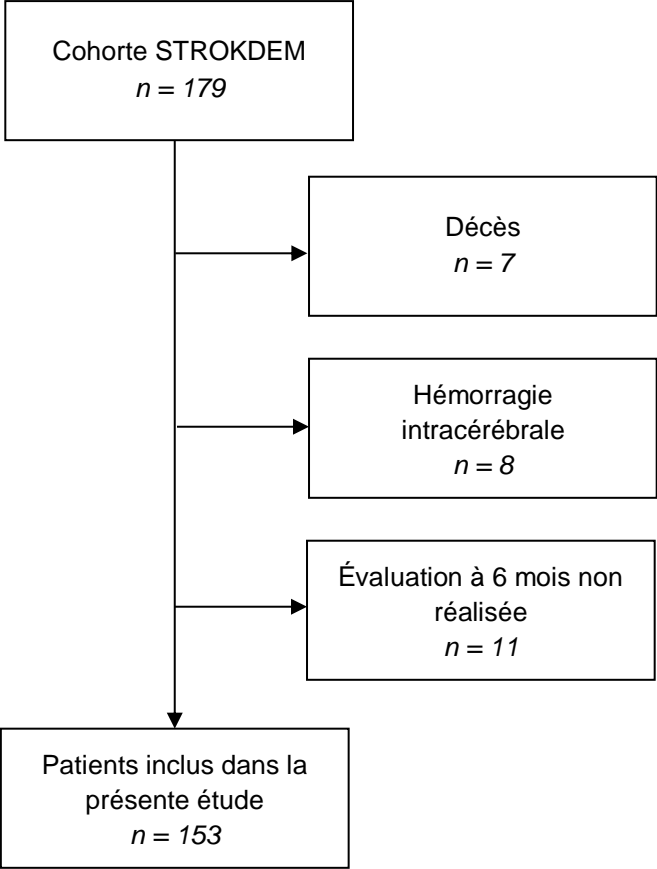 Cohorte STROKDEM
n = 179
Décès
n = 7
Hémorragie
intracérébrale
n = 8
Évaluation à 6 mois non
réalisée
n = 11
Patients inclus dans la
présente étude
n = 153